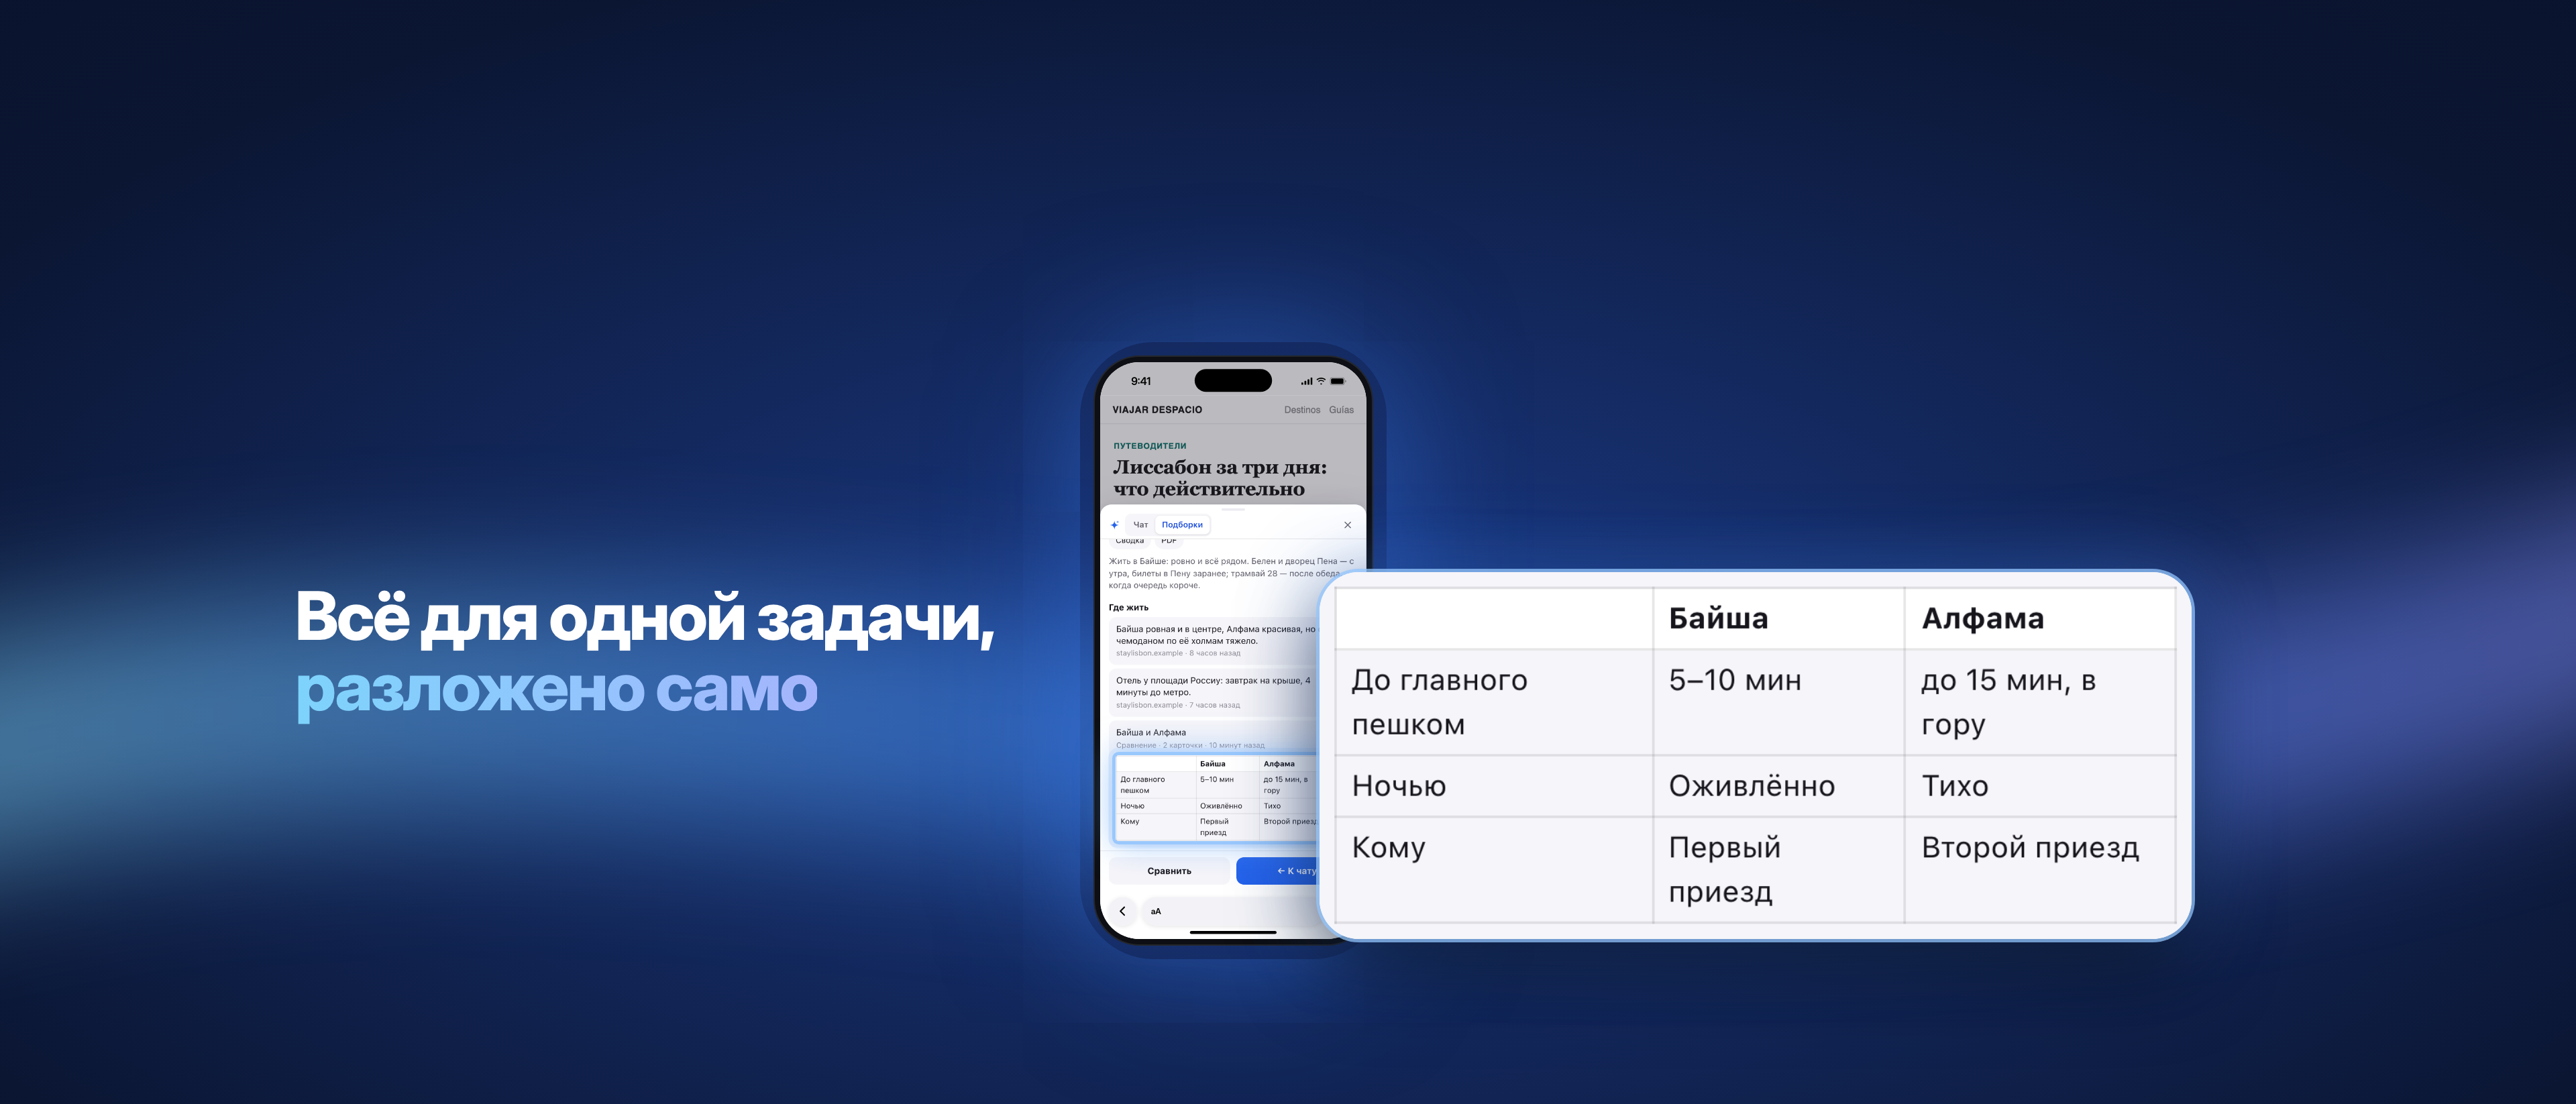 Всё для одной задачи,
разложено само
9:41
VIAJAR DESPACIO
Destinos Guías
ПУТЕВОДИТЕЛИ
Лиссабон за три дня:
что действительно
Чат Подборки
Сводка PDF
Жить в Байше: ровно и всё рядом. Белен и дворец Пена — с
утра, билеты в Пену заранее; трамвай 28 — после обеда,
когда очередь короче.
Где жить
Байша ровная и в центре, Алфама красивая, но
чемоданом по её холмам тяжело.
staylisbon.example · 8 часов назад
Отель у площади Россиу: завтрак на крыше, 4
минуты до метро.
staylisbon.example · 7 часов назад
Байша и Алфама
Сравнение · 2 карточки · 10 минут назад
Байша Алфама
До главного 5–10 мин до 15 мин, в
пешком гору
Ночью Оживлённо Тихо
Кому Первый Второй приезд
приезд
Сравнить ← К чату
аА
Байша Алфама
До главного 5–10 мин до 15 мин, в
пешком гору
Ночью Оживлённо Тихо
Кому Первый Второй приезд
приезд